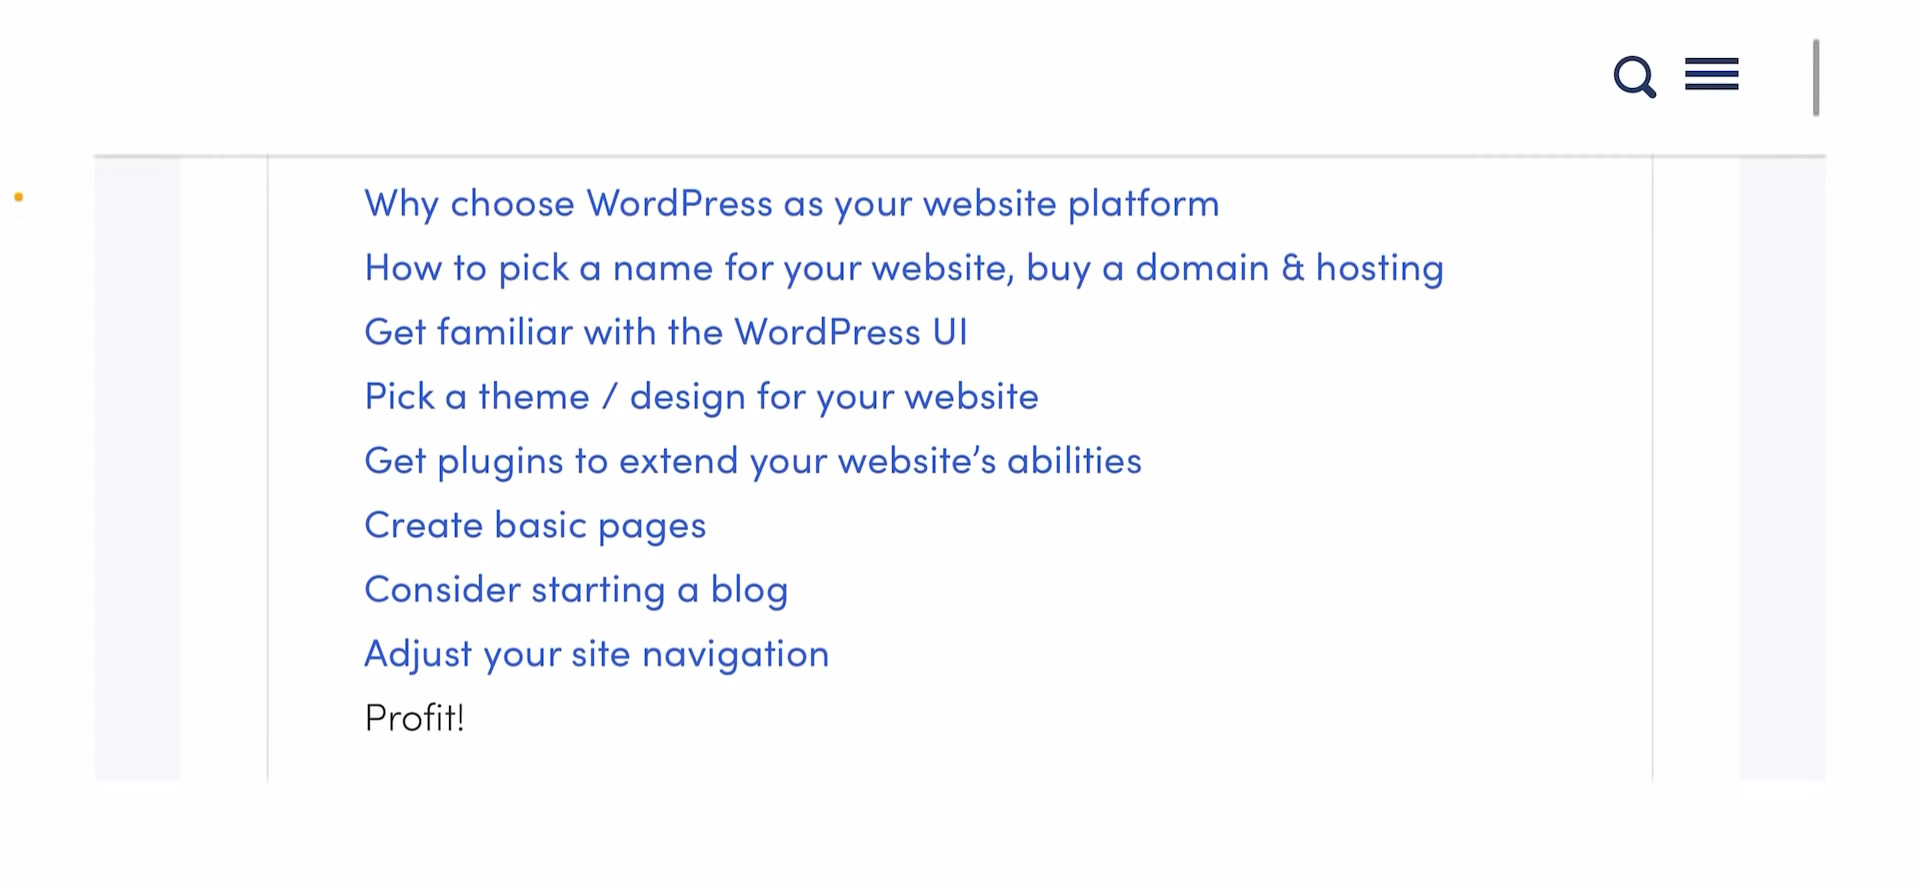 Why choose WordPress as your website platform
How to pick a name for your website, buy a domain & hosting
Get familiar with the WordPress UI
Pick a theme / design for your website
Get plugins to extend your website’s abilities
Create basic pages
Consider starting a blog
Adjust your site navigation
Profit!